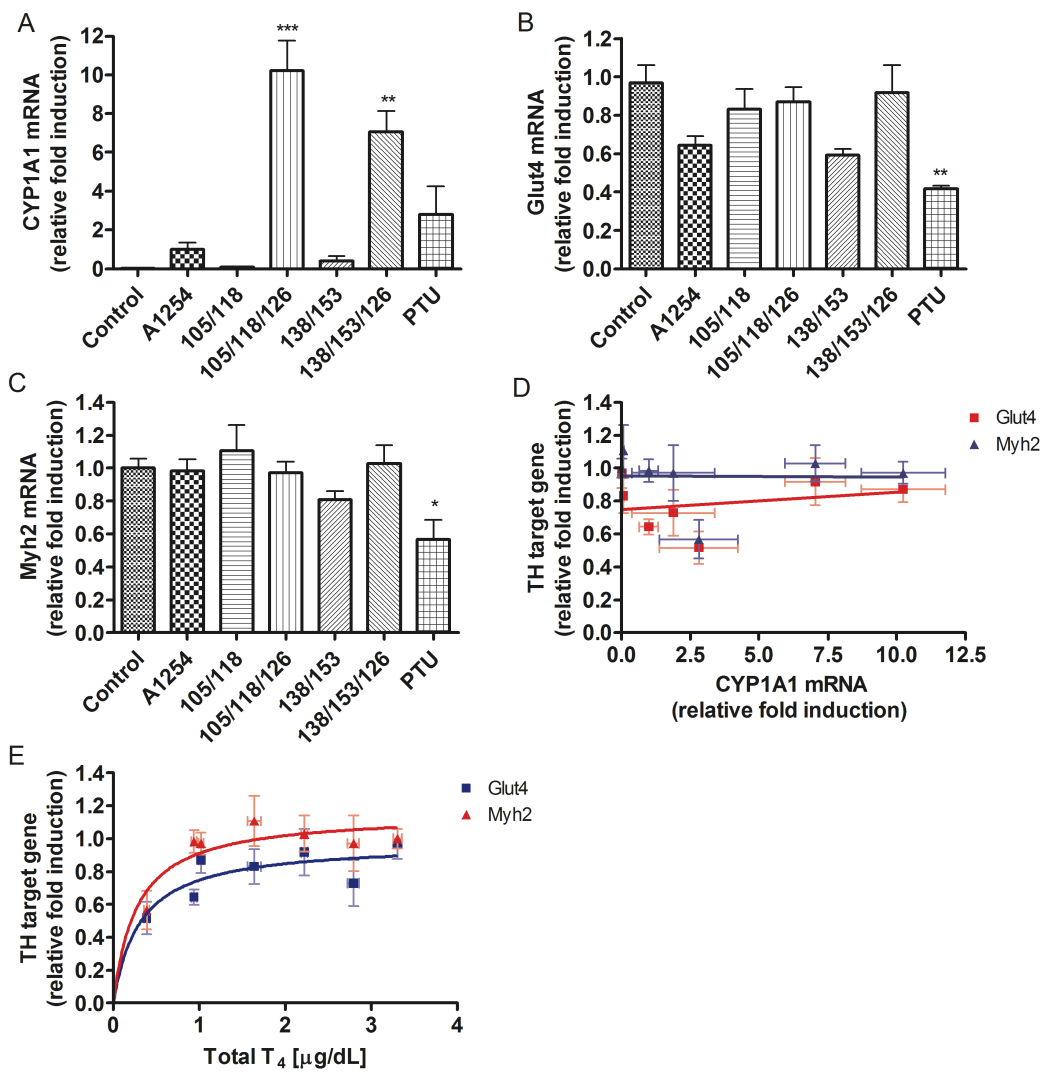 A
CYP1A1 mRNA
(relative fold induction)
12
10
8
6
4
2
0
***
**
Control
A1254
105/118
105/118/126
138/153
138/153/126
PTU
B
Glut4 mRNA
(relative fold induction)
1.2
1.0
0.8
0.6
0.4
0.2
0.0
**
Control
A1254
105/118
105/118/126
138/153
138/153/126
PTU
C
Myh2 mRNA
(relative fold induction)
1.4
1.2
1.0
0.8
0.6
0.4
0.2
0.0
*
Control
A1254
105/118
105/118/126
138/153
138/153/126
PTU
D
TH target gene
(relative fold induction)
1.4
1.2
1.0
0.8
0.6
0.4
0.2
0.0
0.0 2.5 5.0 7.5 10.0 12.5
CYP1A1 mRNA
(relative fold induction)
Glut4
Myh2
E
TH target gene
(relative fold induction)
1.4
1.2
1.0
0.8
0.6
0.4
0.2
0.0
0 1 2 3 4
Total T4 [μg/dL]
Glut4
Myh2